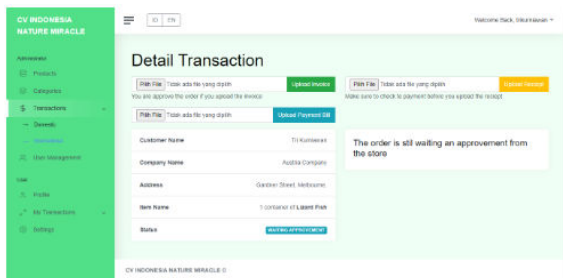 CV INDONESIA
NATURE MIRACLE
ID EN
Welcome Back,
Administrator
Products
Categories
Transactions
Domestic
User Management
User
Profile
My Transactions
Settings
Detail Transaction
Pilih File Tidak ada file yang dipilih
Upload Invoice
You are approve the order if you upload the invoice
Pilih File Tidak ada file yang dipilih
Upload Receipt
Make sure to check to payment before you upload the receipt
Pilih File Tidak ada file yang dipilih
Upload Payment Bill
Customer Name Tri Kurniawan
Company Name Austria Company
Address Gardner Street, Melbourne
Item Name 1 container of Fish
Status WAITING APPROVEMENT
The order is still waiting an approvement from
the store
CV INDONESIA NATURE MIRACLE ©